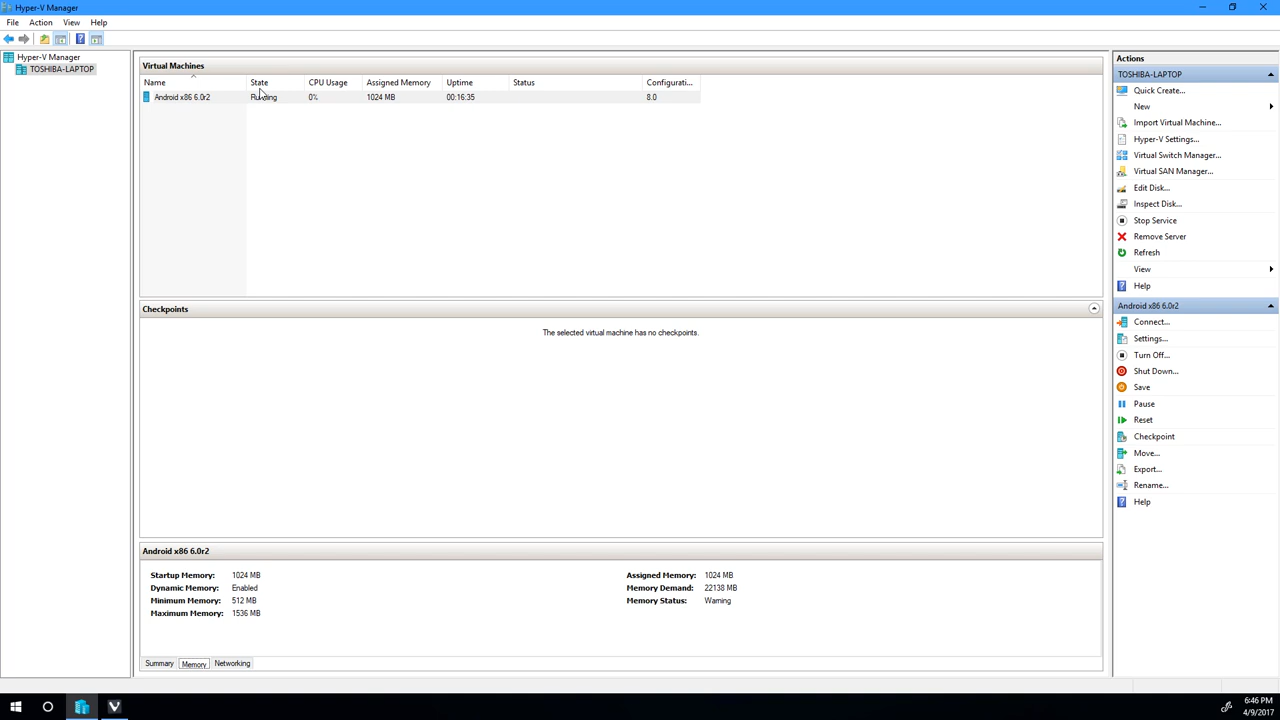 Hyper-V Manager
File Action View Help
Hyper-V Manager
TOSHIBA-LAPTOP
Virtual Machines
Name State CPU Usage Assigned Memory Uptime Status Configurati...
Android x86 6.0r2 Running 0% 1024 MB 00:16:35 8.0
Checkpoints
The selected virtual machine has no checkpoints.
Android x86 6.0r2
Startup Memory: 1024 MB Assigned Memory: 1024 MB
Dynamic Memory: Enabled Memory Demand: 22138 MB
Minimum Memory: 512 MB Memory Status: Warning
Maximum Memory: 1536 MB
Summary Memory Networking
Actions
TOSHIBA-LAPTOP
Quick Create...
New
Import Virtual Machine...
Hyper-V Settings...
Virtual Switch Manager...
Virtual SAN Manager...
Edit Disk...
Inspect Disk...
Stop Service
Remove Server
Refresh
View
Help
Android x86 6.0r2
Connect...
Settings...
Turn Off...
Shut Down...
Save
Pause
Reset
Checkpoint
Move...
Export...
Rename...
Help
6:46 PM
4/9/2017